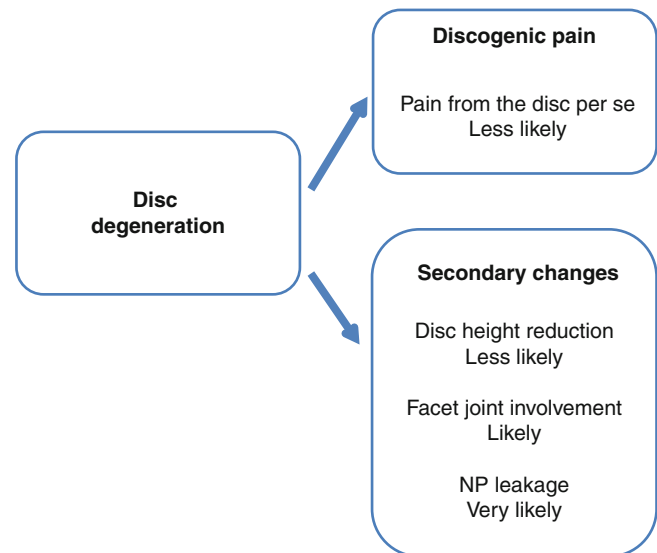 Disc
degeneration
Discogenic pain
Pain from the disc per se
Less likely
Secondary changes
Disc height reduction
Less likely
Facet joint involvement
Likely
NP leakage
Very likely